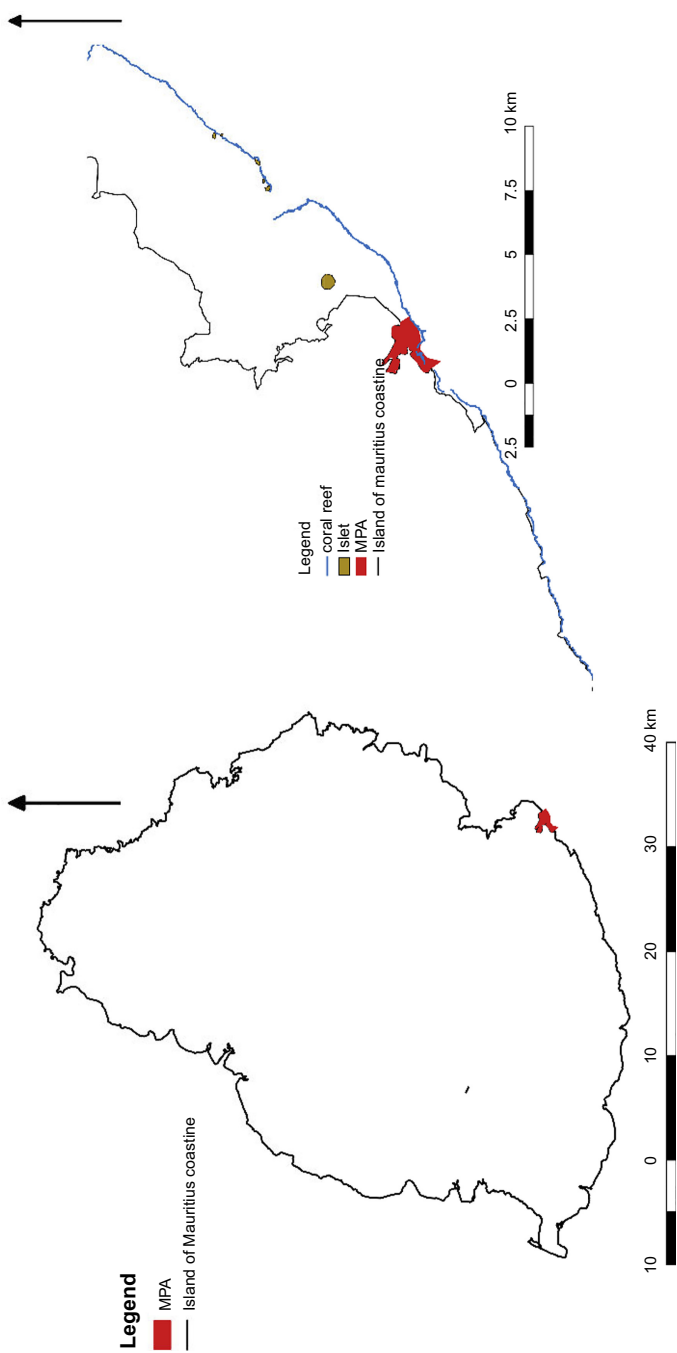 Legend
MPA
Island of Mauritius coastine
10 0 10 20 30 40 km
Legend
coral reef
Islet
MPA
Island of mauritius coastine
2.5 0 2.5 5 7.5 10 km